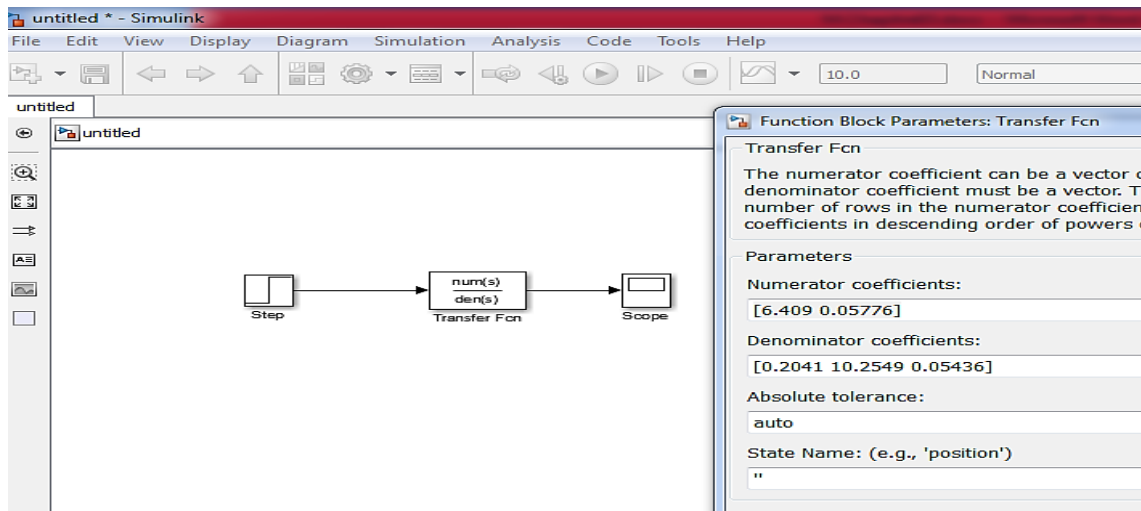 untitled * - Simulink
File Edit View Display Diagram Simulation Analysis Code Tools Help
10.0 Normal
untitled
untitled
Function Block Parameters: Transfer Fcn
Transfer Fcn
The numerator coefficient can be a vector
denominator coefficient must be a vector.
number of rows in the numerator
coefficients in descending order of powers
Parameters
Numerator coefficients:
[6.409 0.05776]
Denominator coefficients:
[0.2041 10.2549 0.05436]
Absolute tolerance:
auto
State Name: (e.g., 'position')
''
num(s)
den(s)
Step
Transfer Fcn
Scope